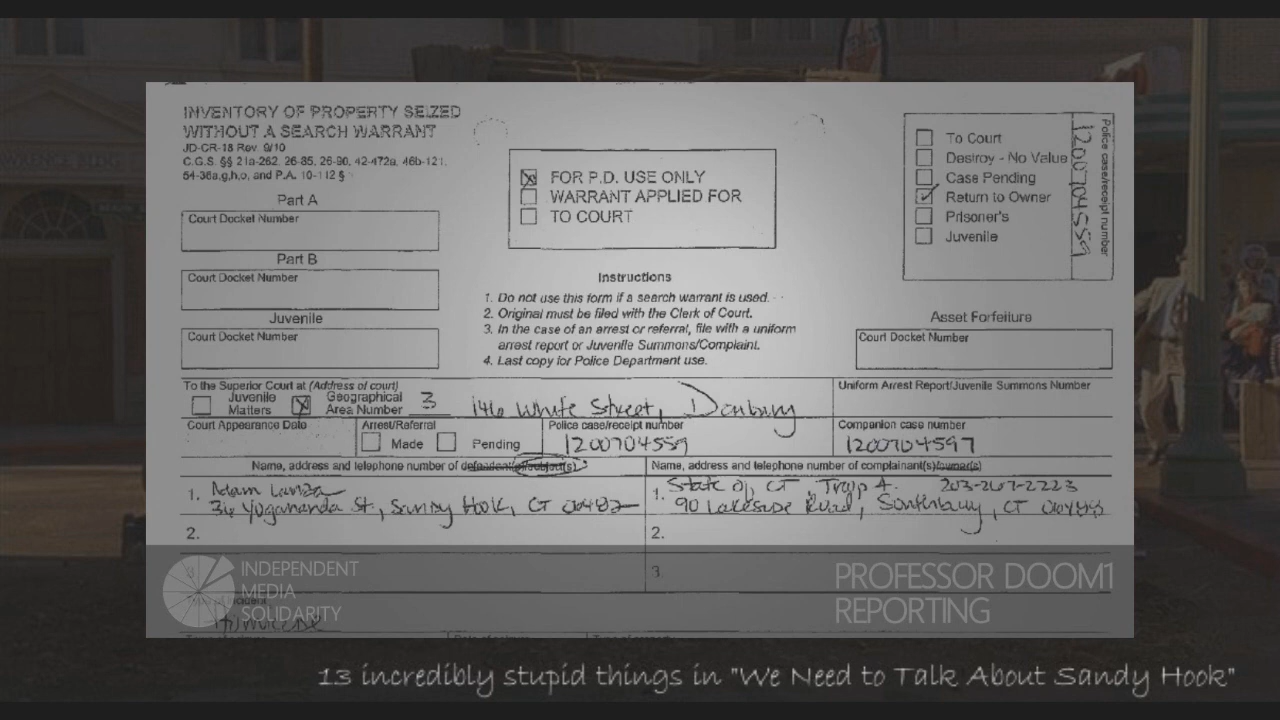 INVENTORY OF PROPERTY SEIZED
WITHOUT A SEARCH WARRANT
JD-CR-18 Rev. 9/10
C.G.S. §§ 21a-262, 26-85, 26-90, 42-472a, 46b-121,
54-36a,g,h,o, and P.A. 10-112 §
Part A
Court Docket Number
Part B
Court Docket Number
Juvenile
Court Docket Number
FOR P.D. USE ONLY
WARRANT APPLIED FOR
TO COURT
Instructions
1. Do not use this form if a search warrant is used.
2. Original must be filed with the Clerk of Court.
3. In the case of an arrest or referral, file with a uniform
arrest report or Juvenile Summons/Complaint.
4. Last copy for Police Department use.
To Court
Destroy - No Value
Case Pending
Return to Owner
Prisoner's
Juvenile
Police case/receipt number
1200704559
Asset Forfeiture
Court Docket Number
To the Superior Court at (Address of court)
Juvenile Matters
Geographical Area Number 3
146 White Street, Danbury
Uniform Arrest Report/Juvenile Summons Number
Court Appearance Date
Arrest/Referral
Made
Pending
Police case/receipt number
1200704559
Companion case number
1200704597
Name, address and telephone number of defendant(s)/subject(s)
Name, address and telephone number of complainant(s)/owner(s)
1. Adam Lanza
36 Yogananda St, Sandy Hook, CT 06482
1. State of CT, Troop A 203-267-2223
90 Lakeside Road, Southbury, CT 06488
2.
2.
3.
3.
INDEPENDENT
MEDIA
SOLIDARITY
PROFESSOR DOOM1
REPORTING
13 incredibly stupid things in "We Need to Talk About Sandy Hook"